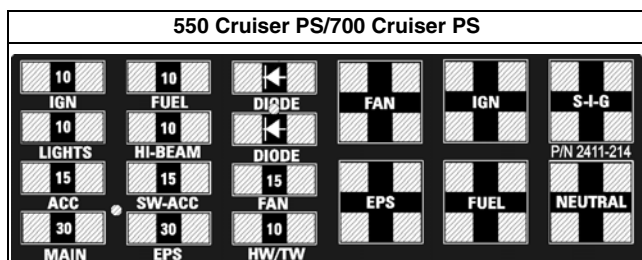 550 Cruiser PS/700 Cruiser PS
10 10
IGN FUEL DIODE FAN IGN S-I-G
10 10
LIGHTS HI-BEAM DIODE P/N 2411-214
15 15 15
ACC SW-ACC FAN EPS FUEL NEUTRAL
30 30 10
MAIN EPS HW/TW